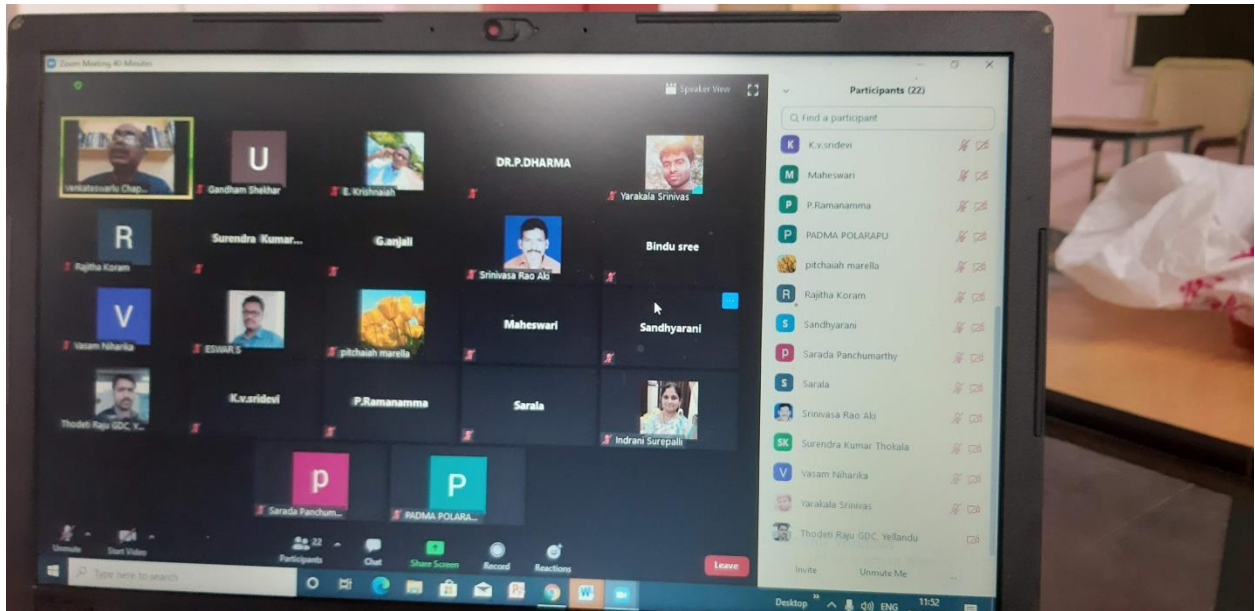 Zoom Meeting 40-Minutes
Speaker View
Venkateswarlu Chap...
U
Gandham Shekhar
E. Krishnaiah
DR.P.DHARMA
Yarakala Srinivas
R
Rajitha Koram
Surendra Kumar...
G.anjali
Srinivasa Rao Aki
Bindu sree
V
Vasam Niharika
ESWAR S
pitchaiah marella
Maheswari
Sandhyarani
Thodeti Raju GDC, Y...
K.v.sridevi
P.Ramanamma
Sarala
Indrani Surepalli
p
Sarada Panchum...
P
PADMA POLARA...
Unmute
Start Video
22
Participants
Chat
Share Screen
Record
Reactions
Leave
Participants (22)
Find a participant
K K.v.sridevi
M Maheswari
P P.Ramanamma
P PADMA POLARAPU
pitchaiah marella
R Rajitha Koram
S Sandhyarani
p Sarada Panchumarthy
S Sarala
Srinivasa Rao Aki
SK Surendra Kumar Thokala
V Vasam Niharika
Yarakala Srinivas
Thodeti Raju GDC, Yellandu
Invite Unmute Me ...
Type here to search
Desktop ENG 11:52